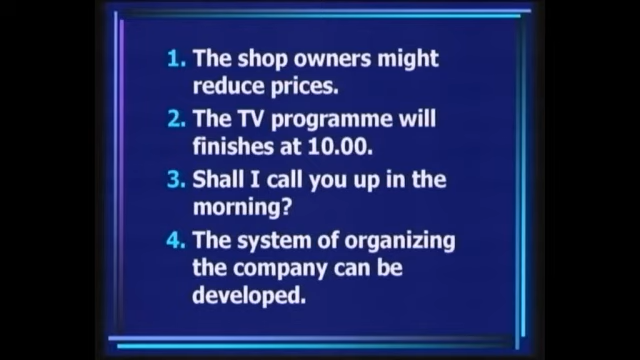 1. The shop owners might
reduce prices.
2. The TV programme will
finishes at 10.00.
3. Shall I call you up in the
morning?
4. The system of organizing
the company can be
developed.